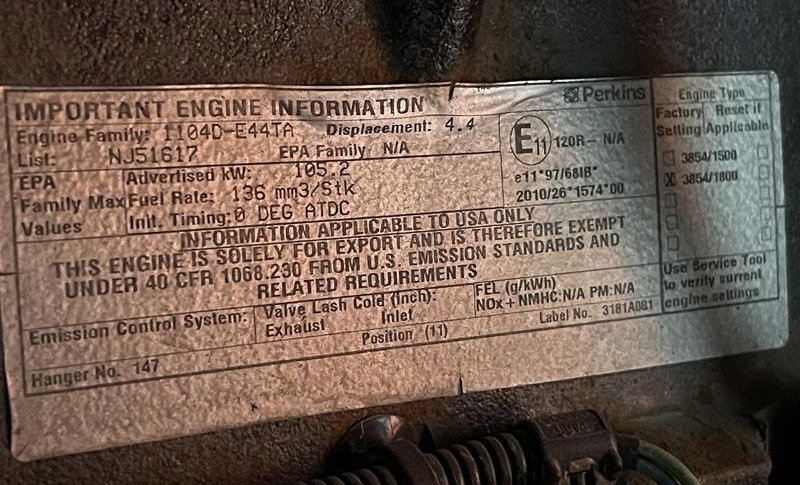 IMPORTANT ENGINE INFORMATION
Perkins
Engine Family: 1104D-E44TA Displacement: 4.4
List: NJ51617 EPA Family N/A
EPA Family Max Values
Advertised kW: 105.2
Fuel Rate: 136 mm3/Stk
Init. Timing: 0 DEG ATDC
E11 120R- N/A
e11*97/68IB*
2010/26*1574*00
Engine Type
Factory Setting
Reset if Applicable
3854/1500
X 3854/1800
Use Service Tool
to verify current
engine settings
INFORMATION APPLICABLE TO USA ONLY
THIS ENGINE IS SOLELY FOR EXPORT AND IS THEREFORE EXEMPT
UNDER 40 CFR 1068.230 FROM U.S. EMISSION STANDARDS AND
RELATED REQUIREMENTS
Emission Control System:
Valve Lash Cold (Inch):
Exhaust Inlet
FEL (g/kWh)
NOx + NMHC:N/A PM:N/A
Hanger No. 147
Position (11)
Label No. 3181A081